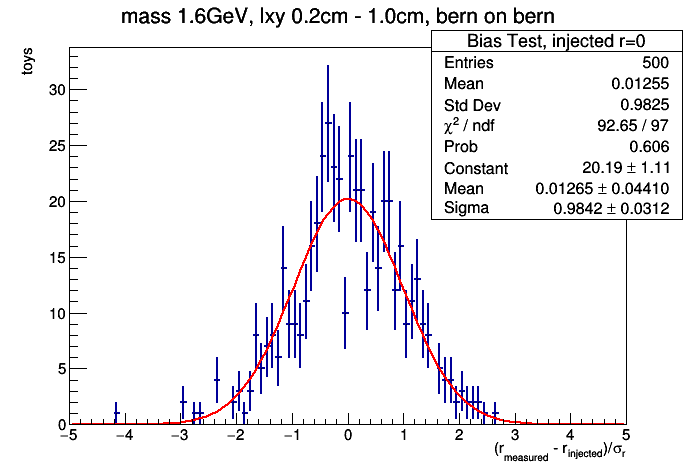 mass 1.6GeV, lxy 0.2cm - 1.0cm, bern on bern
toys
Bias Test, injected r=0
Entries 500
Mean 0.01255
Std Dev 0.9825
χ² / ndf 92.65 / 97
Prob 0.606
Constant 20.19 ± 1.11
Mean 0.01265 ± 0.04410
Sigma 0.9842 ± 0.0312
30
25
20
15
10
5
0
−5 −4 −3 −2 −1 0 1 2 3 4 5
(r_measured - r_injected)/σ_r